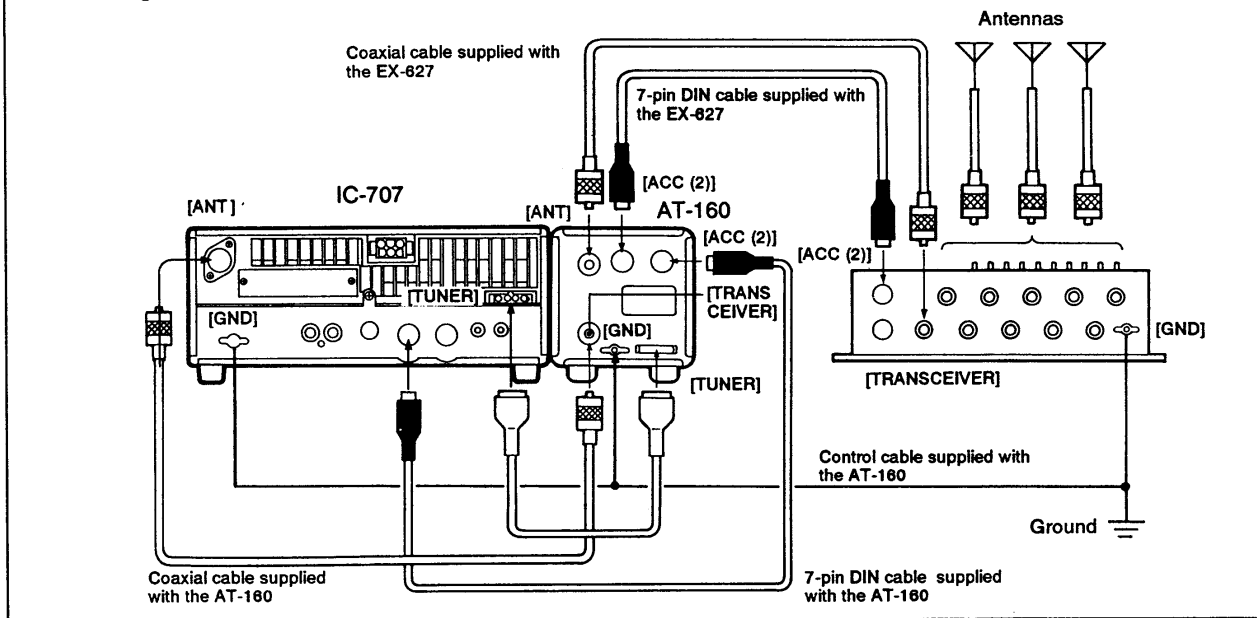 Antennas
Coaxial cable supplied with
the EX-627
7-pin DIN cable supplied with
the EX-627
[ACC (2)]
IC-707
[ANT]
[ANT]
AT-160
[ACC (2)]
[ACC (2)]
[TUNER]
[TRANS
CEIVER]
[GND]
[GND]
[GND]
[TRANSCEIVER]
[TUNER]
Control cable supplied with
the AT-160
Ground
Coaxial cable supplied
with the AT-160
7-pin DIN cable supplied
with the AT-160